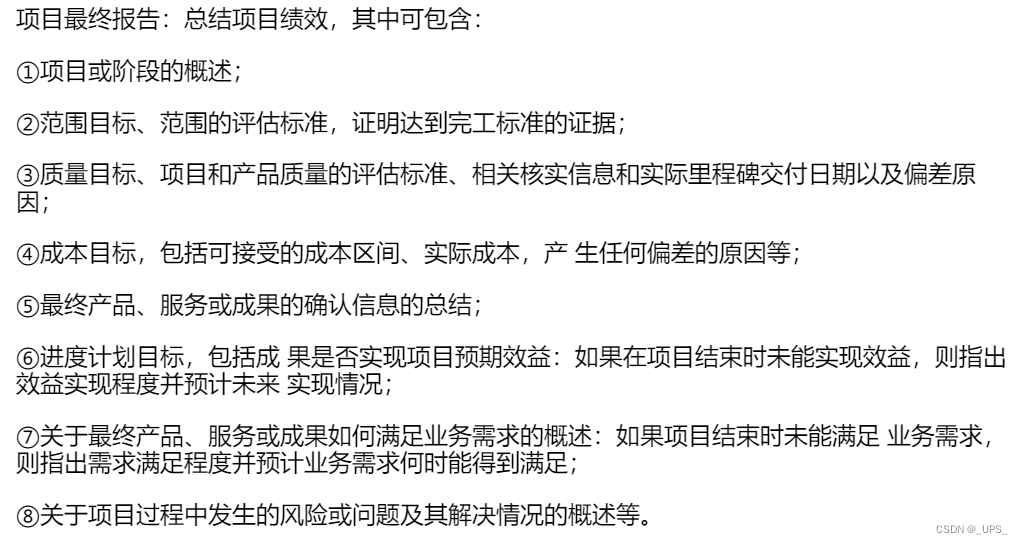 项目最终报告：总结项目绩效，其中可包含：
①项目或阶段的概述；
②范围目标、范围的评估标准，证明达到完工标准的证据；
③质量目标、项目和产品质量的评估标准、相关核实信息和实际里程碑交付日期以及偏差原
因；
④成本目标，包括可接受的成本区间、实际成本，产 生任何偏差的原因等；
⑤最终产品、服务或成果的确认信息的总结；
⑥进度计划目标，包括成 果是否实现项目预期效益：如果在项目结束时未能实现效益，则指出
效益实现程度并预计未来 实现情况；
⑦关于最终产品、服务或成果如何满足业务需求的概述：如果项目结束时未能满足 业务需求，
则指出需求满足程度并预计业务需求何时能得到满足；
⑧关于项目过程中发生的风险或问题及其解决情况的概述等。
CSDN @_UPS_